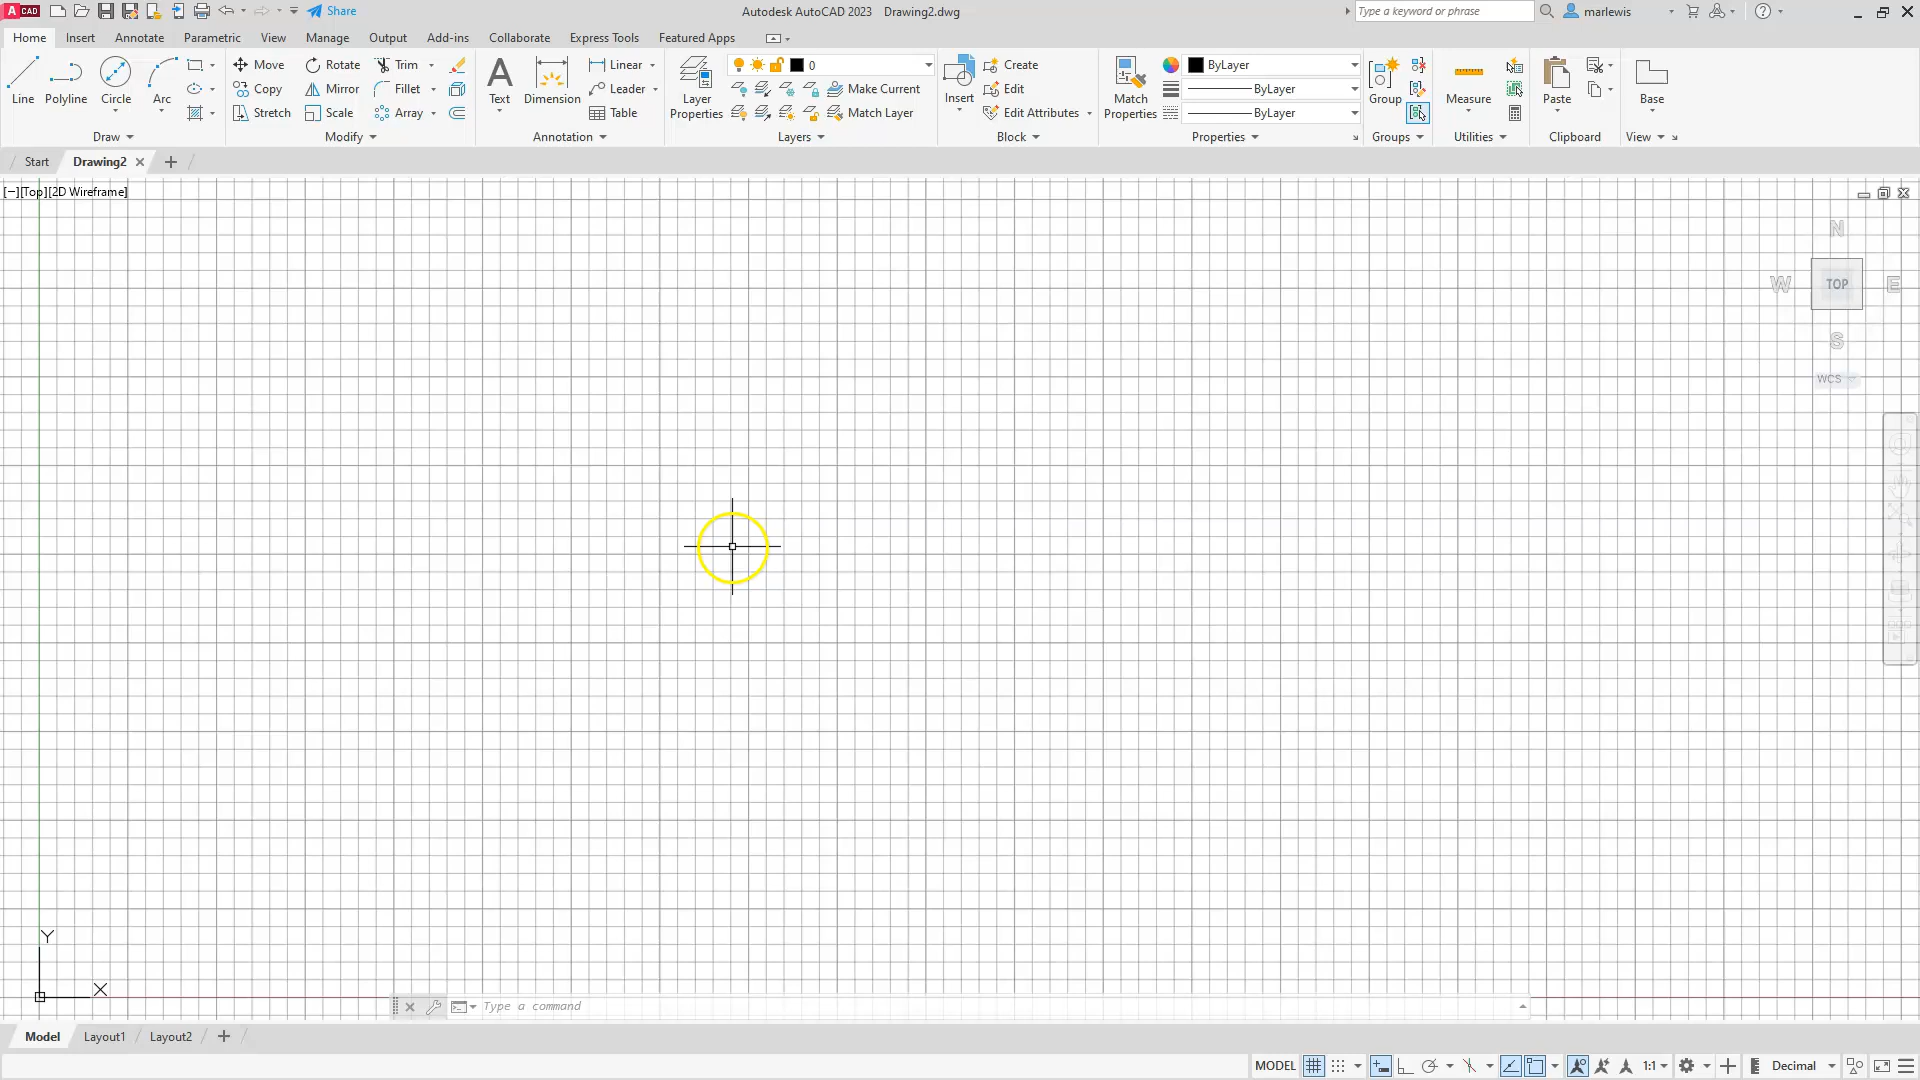 A CAD Share Autodesk AutoCAD 2023 Drawing2.dwg Type a keyword or phrase marlewis
Home Insert Annotate Parametric View Manage Output Add-ins Collaborate Express Tools Featured Apps
Line Polyline Circle Arc
Move Rotate Trim
Copy Mirror Fillet
Stretch Scale Array
A Text Dimension
Linear
Leader
Table
Layer
Properties
0
Make Current
Match Layer
Insert
Create
Edit
Edit Attributes
Match
Properties
ByLayer
ByLayer
ByLayer
Group
Measure
Paste
Base
Draw Modify Annotation Layers Block Properties Groups Utilities Clipboard View
Start Drawing2
[−][Top][2D Wireframe]
N
W TOP E
S
WCS
Y
X
Type a command
Model Layout1 Layout2
MODEL 1:1 Decimal